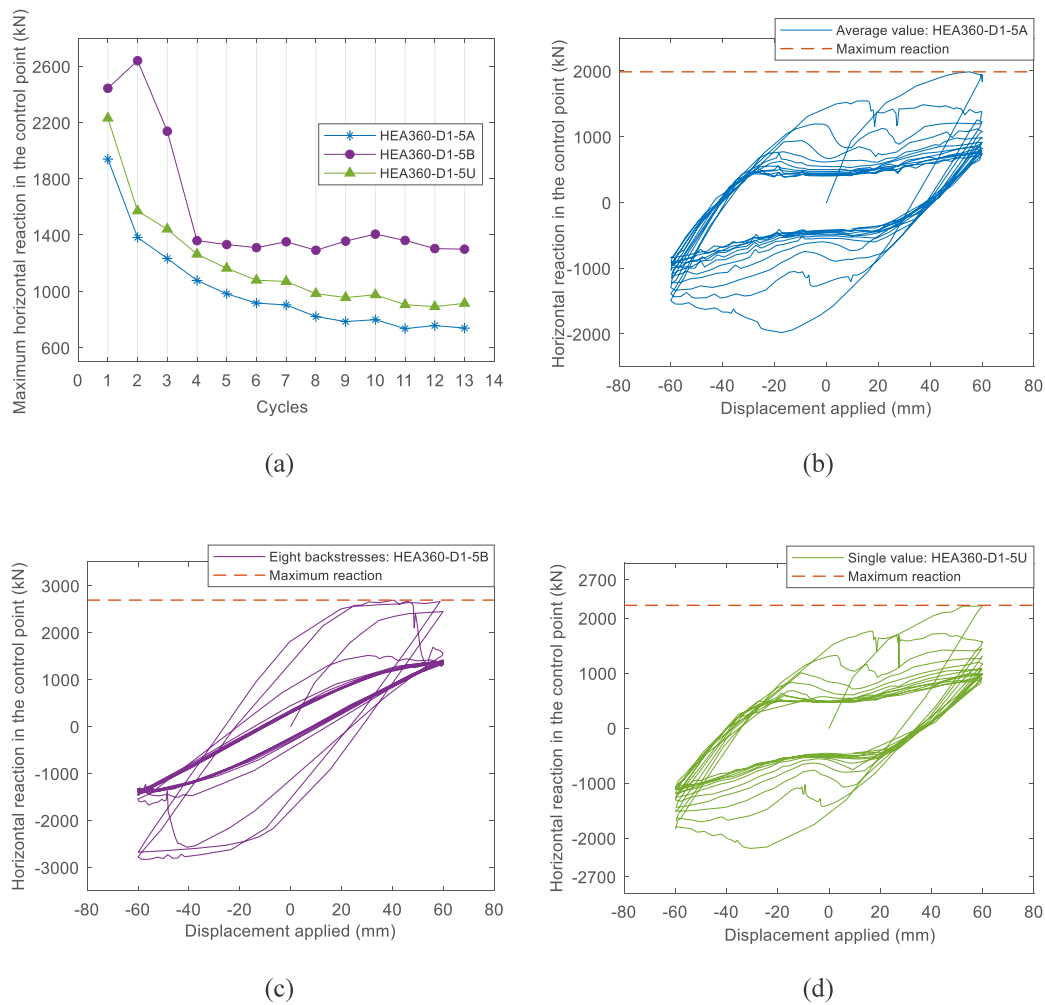 Maximum horizontal reaction in the control point (kN)
2600
2200
1800
1400
1000
600
HEA360-D1-5A
HEA360-D1-5B
HEA360-D1-5U
0 1 2 3 4 5 6 7 8 9 10 11 12 13 14
Cycles
(a)
Horizontal reaction in the control point (kN)
Average value: HEA360-D1-5A
Maximum reaction
2000
1000
0
-1000
-2000
-80 -60 -40 -20 0 20 40 60 80
Displacement applied (mm)
(b)
Horizontal reaction in the control point (kN)
Eight backstresses: HEA360-D1-5B
Maximum reaction
3000
2000
1000
0
-1000
-2000
-3000
-80 -60 -40 -20 0 20 40 60 80
Displacement applied (mm)
(c)
Horizontal reaction in the control point (kN)
Single value: HEA360-D1-5U
Maximum reaction
2700
2000
1000
0
-1000
-2000
-2700
-80 -60 -40 -20 0 20 40 60 80
Displacement applied (mm)
(d)